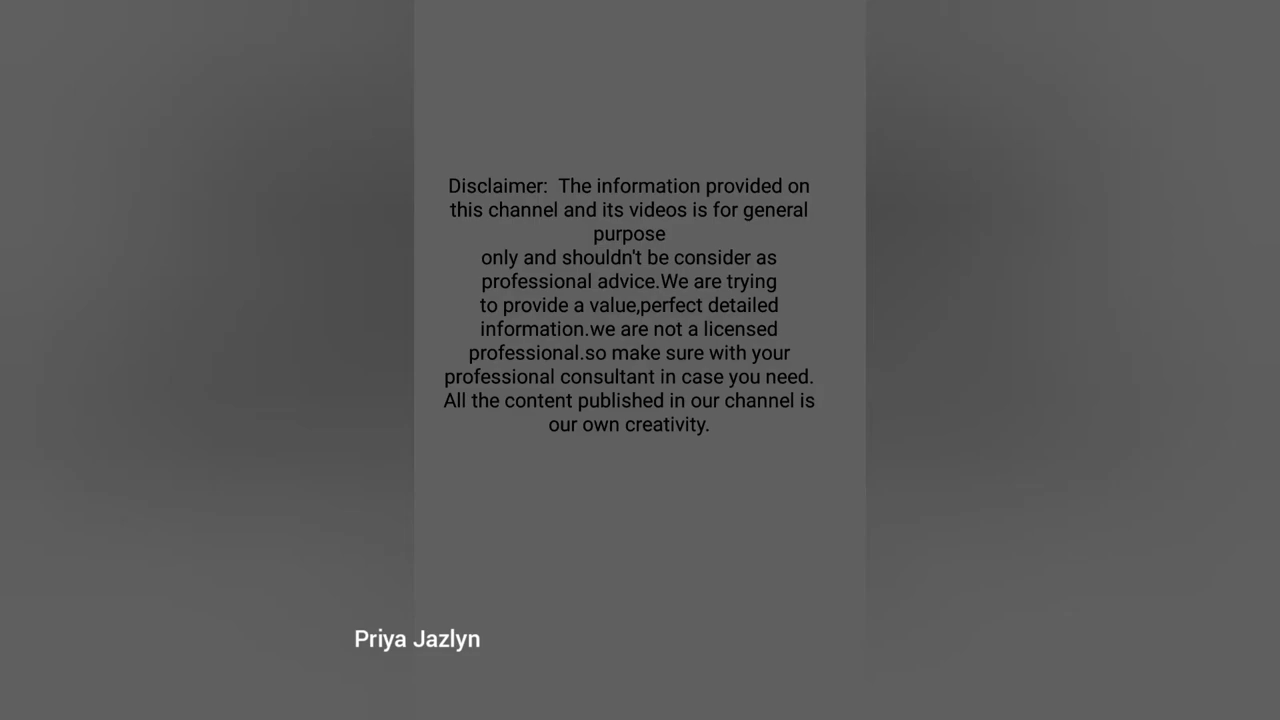 Disclaimer:  The information provided on
this channel and its videos is for general
purpose
only and shouldn't be consider as
professional advice.We are trying
to provide a value,perfect detailed
information.we are not a licensed
professional.so make sure with your
professional consultant in case you need.
All the content published in our channel is
our own creativity.
Priya Jazlyn